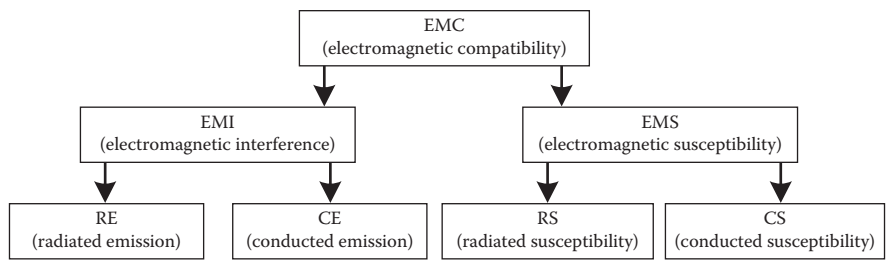 EMC
(electromagnetic compatibility)
EMI
(electromagnetic interference)
EMS
(electromagnetic susceptibility)
RE
(radiated emission)
CE
(conducted emission)
RS
(radiated susceptibility)
CS
(conducted susceptibility)